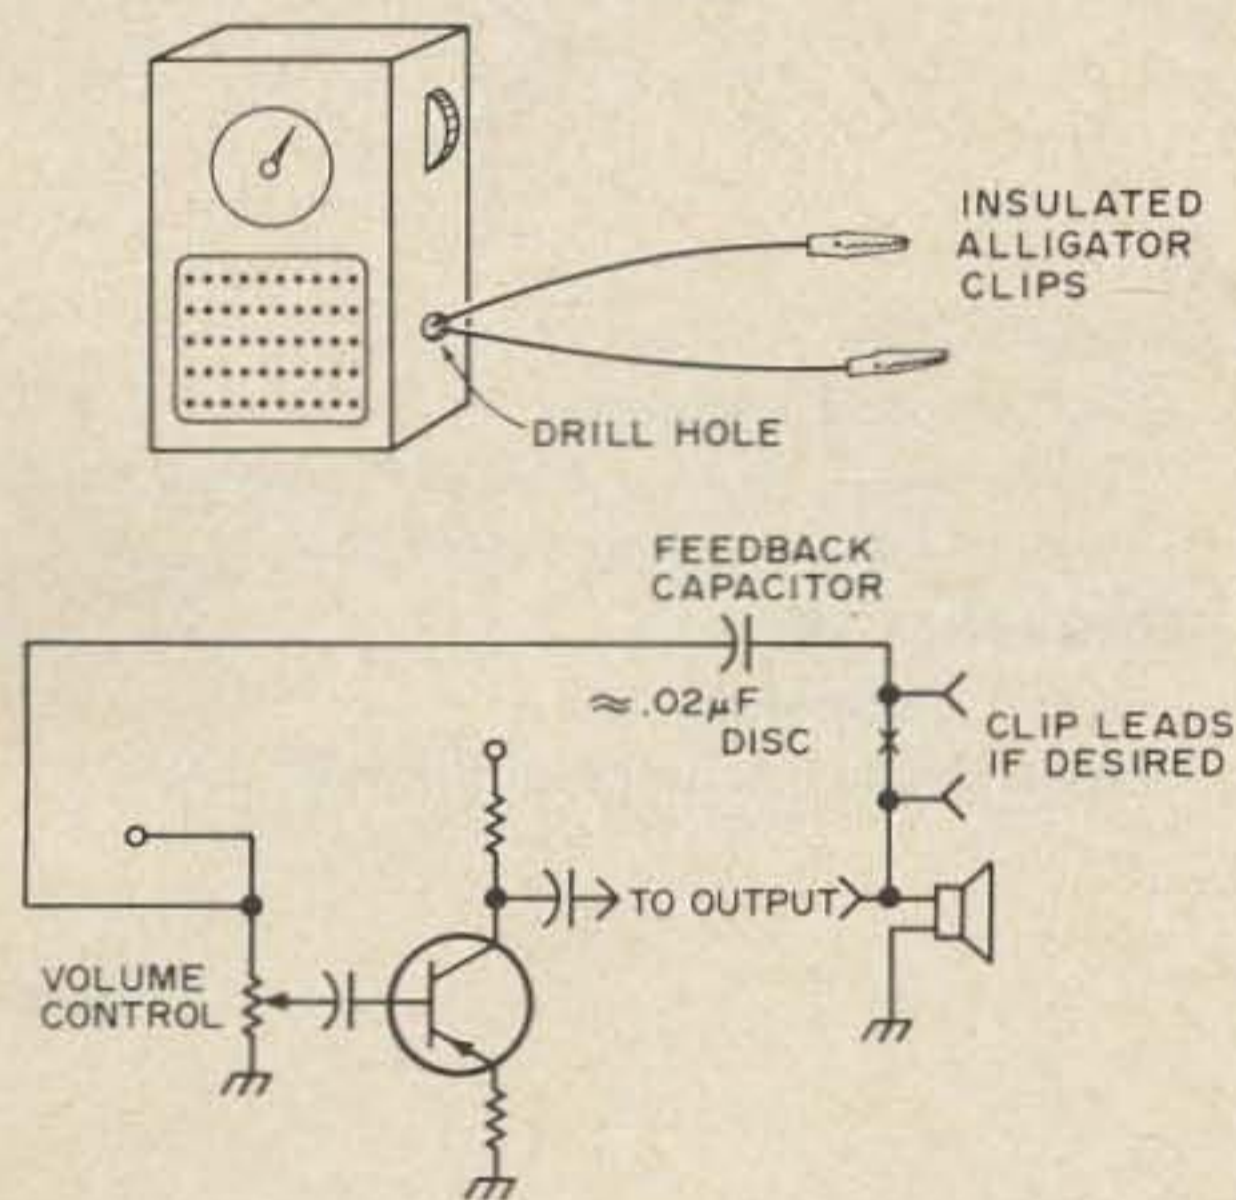 INSULATED
ALLIGATOR
CLIPS
DRILL HOLE
FEEDBACK
CAPACITOR
≈.02μF
DISC
CLIP LEADS
IF DESIRED
TO OUTPUT
VOLUME
CONTROL